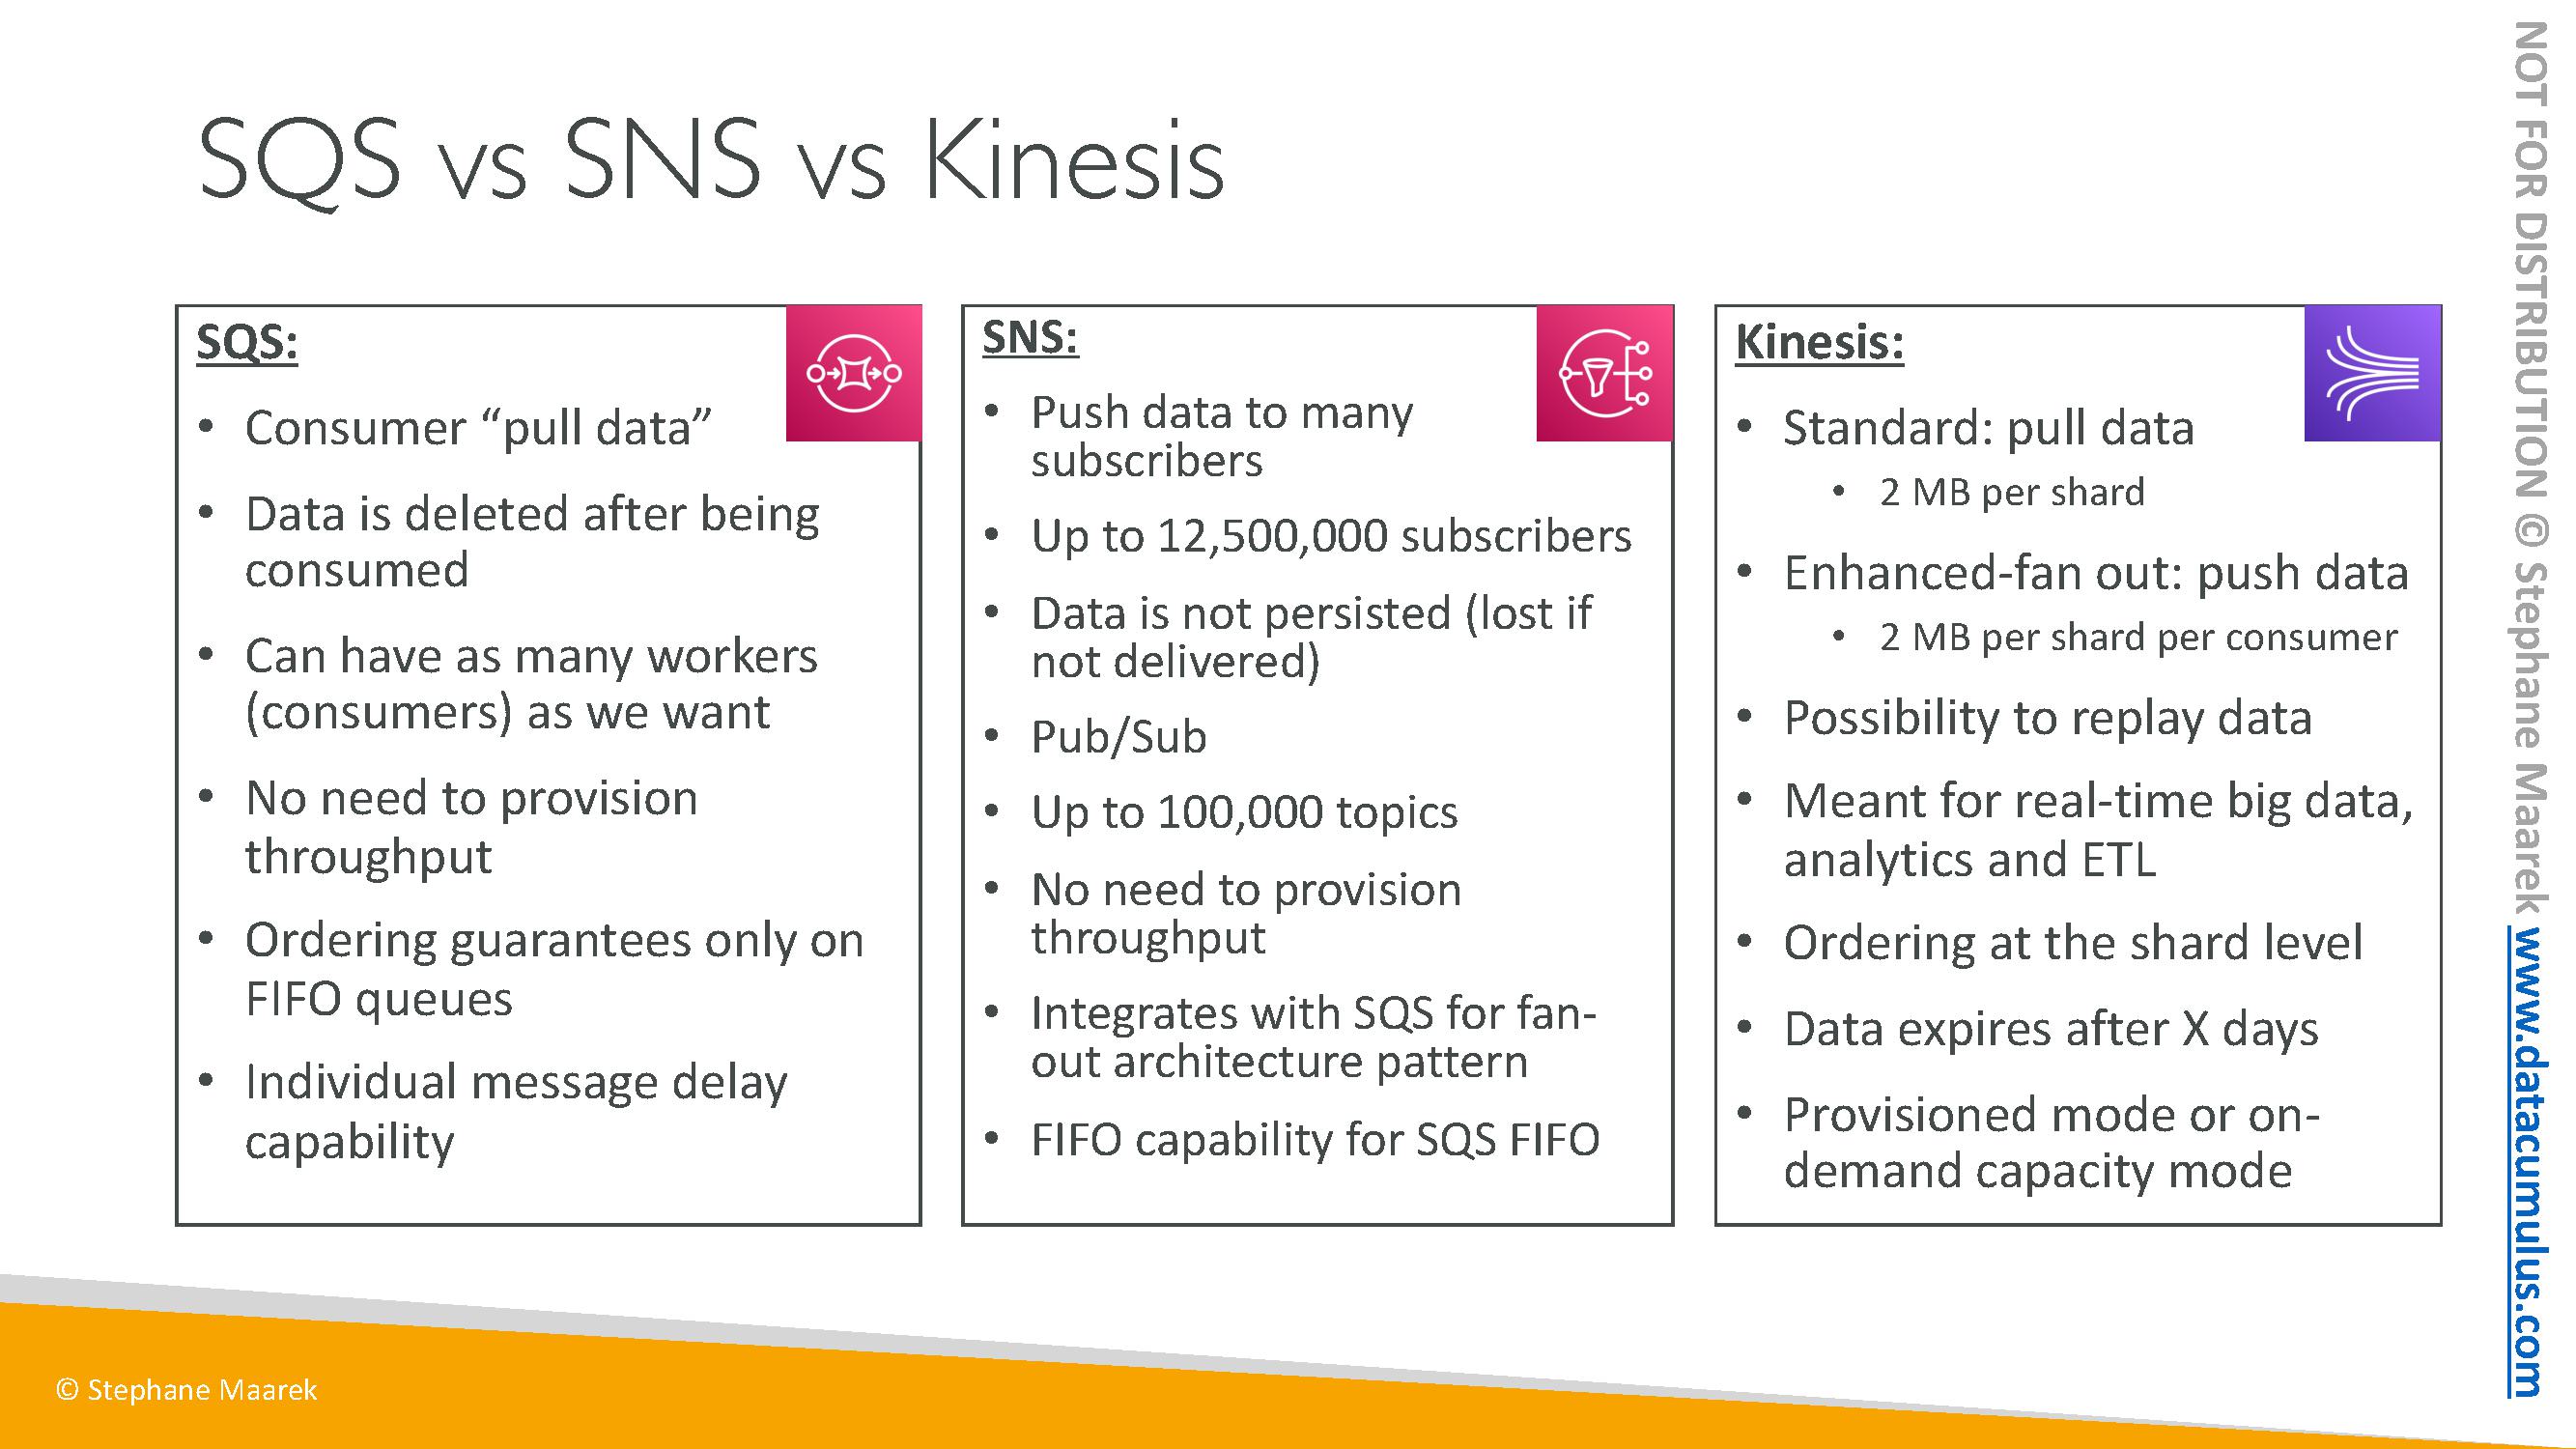 SQS vs SNS vs Kinesis
SQS:
• Consumer “pull data”
• Data is deleted after being
consumed
• Can have as many workers
(consumers) as we want
• No need to provision
throughput
• Ordering guarantees only on
FIFO queues
• Individual message delay
capability
SNS:
• Push data to many
subscribers
• Up to 12,500,000 subscribers
• Data is not persisted (lost if
not delivered)
• Pub/Sub
• Up to 100,000 topics
• No need to provision
throughput
• Integrates with SQS for fan-
out architecture pattern
• FIFO capability for SQS FIFO
Kinesis:
• Standard: pull data
• 2 MB per shard
• Enhanced-fan out: push data
• 2 MB per shard per consumer
• Possibility to replay data
• Meant for real-time big data,
analytics and ETL
• Ordering at the shard level
• Data expires after X days
• Provisioned mode or on-
demand capacity mode
© Stephane Maarek
NOT FOR DISTRIBUTION © Stephane Maarek www.datacumulus.com